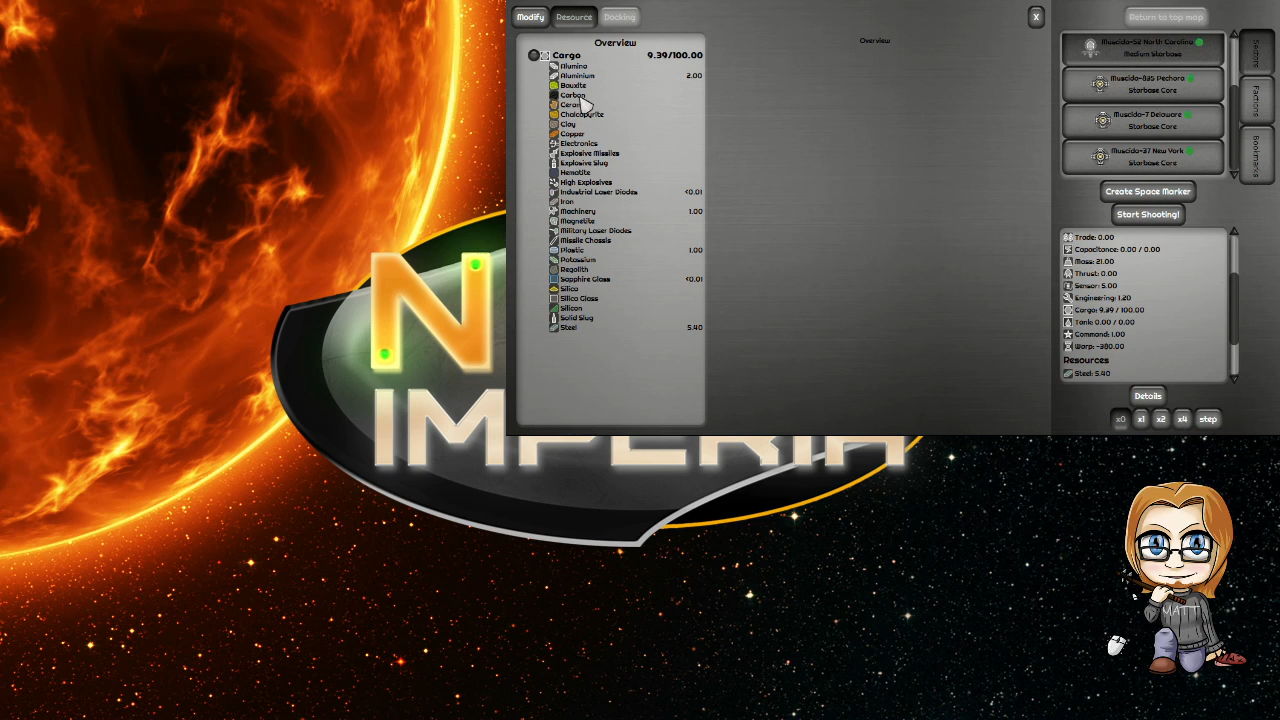 Modify Resource Docking X
Overview
Cargo 9.39/100.00
Alumina
Aluminium 2.00
Bauxite
Carbon
Chalcopyrite
Clay
Copper
Electronics
Explosive Missiles
Explosive Slug
Hematite
High Explosives
Industrial Laser Diodes <0.01
Iron
Machinery 1.00
Magnetite
Military Laser Diodes
Missile Chassis
Plastic 1.00
Potassium
Regolith
Sapphire Glass <0.01
Silica
Silica Glass
Silicon
Solid Slug
Steel 5.40
Overview
Return to top map
Muscida-52 North Carolina
Medium Starbase
Muscida-835 Pechora
Starbase Core
Muscida-7 Delaware
Starbase Core
Muscida-37 New York
Starbase Core
Sectors
Factions
Bookmarks
Create Space Marker
Start Shooting!
Trade: 0.00
Capacitance: 0.00 / 0.00
Mass: 21.00
Thrust: 0.00
Sensor: 5.00
Engineering: 1.20
Cargo: 9.39 / 100.00
Tank: 0.00 / 0.00
Command: 1.00
Warp: -380.00
Resources
Steel: 5.40
Details
x0 x1 x2 x4 step
IMPERIA
MATT